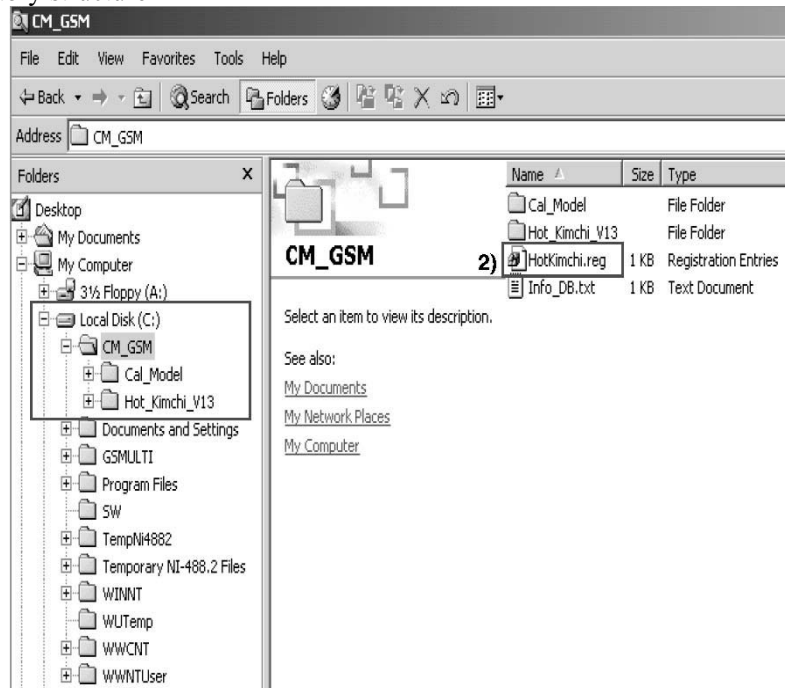 CM_GSM
File Edit View Favorites Tools Help
Back Search Folders
Address CM_GSM
Folders X
Desktop
My Documents
My Computer
3½ Floppy (A:)
Local Disk (C:)
CM_GSM
Cal_Model
Hot_Kimchi_V13
Documents and Settings
GSMULTI
Program Files
SW
TempNi4882
Temporary NI-488.2 Files
WINNT
WUTemp
WWCNT
WWNTUser
CM_GSM
Select an item to view its description.
See also:
My Documents
My Network Places
My Computer
Name Size Type
Cal_Model File Folder
Hot_Kimchi_V13 File Folder
2) HotKimchi.reg 1 KB Registration Entries
Info_DB.txt 1 KB Text Document